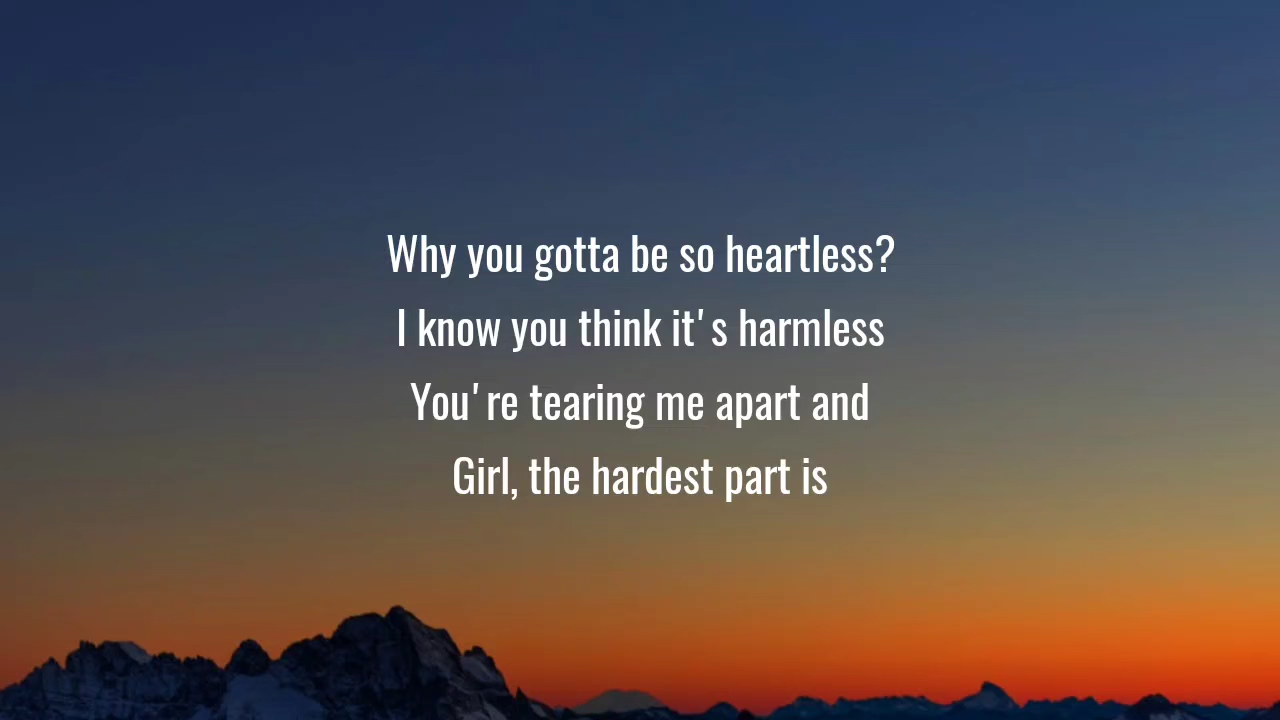 Why you gotta be so heartless?
I know you think it's harmless
You're tearing me apart and
Girl, the hardest part is